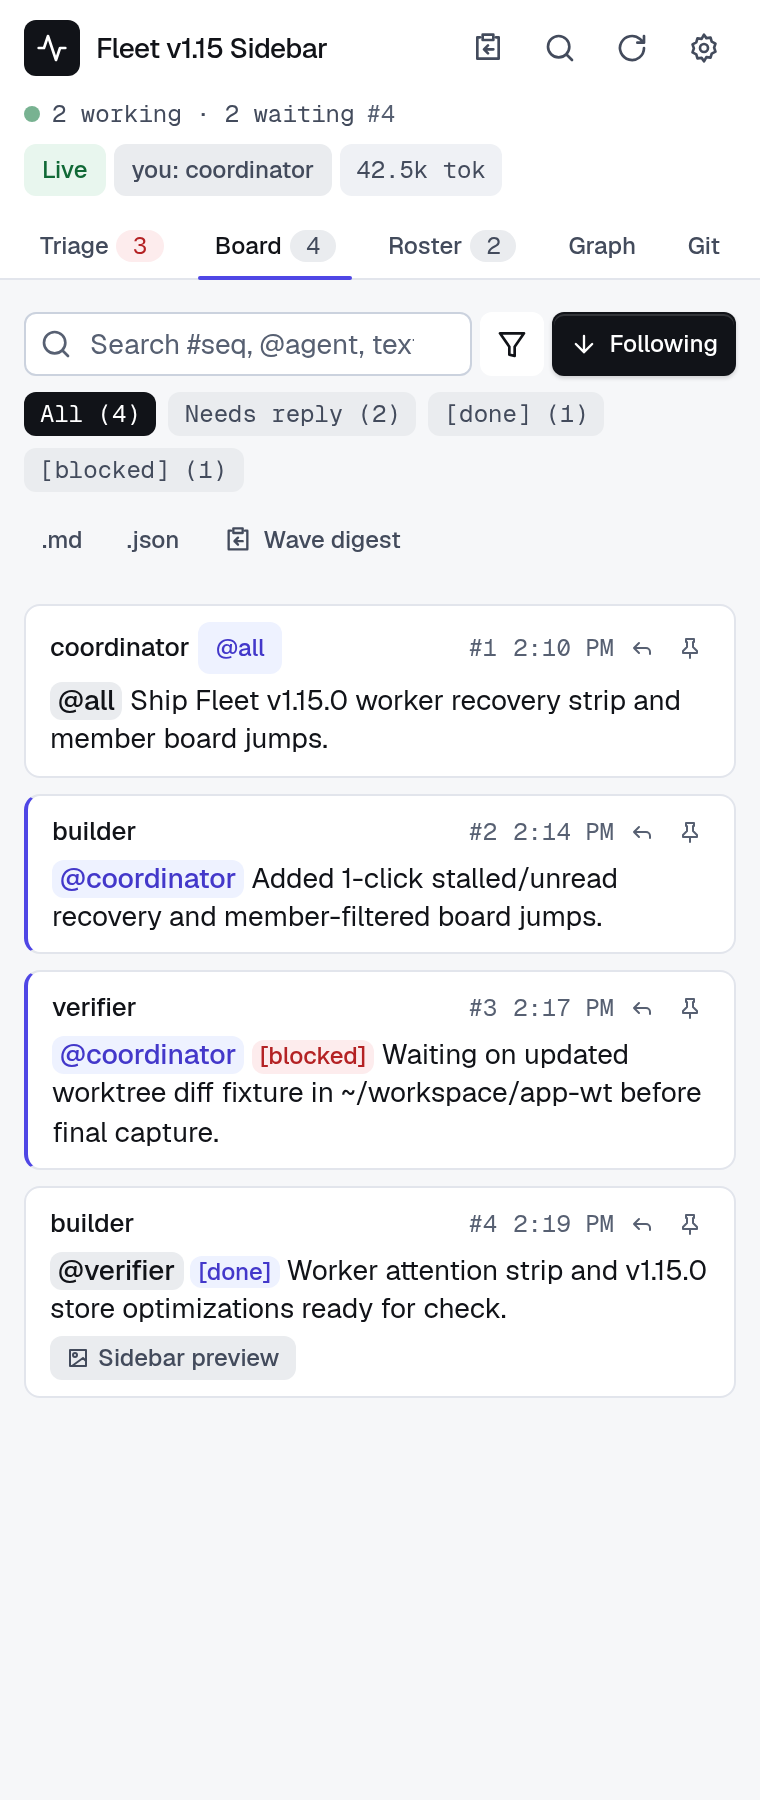 Fleet v1.15 Sidebar
2 working · 2 waiting #4
Live you: coordinator 42.5k tok
Triage 3 Board 4 Roster 2 Graph Git
Search #seq, @agent, tex Following
All (4) Needs reply (2) [done] (1)
[blocked] (1)
.md .json Wave digest
coordinator @all #1 2:10 PM
@all Ship Fleet v1.15.0 worker recovery strip and
member board jumps.
builder #2 2:14 PM
@coordinator Added 1-click stalled/unread
recovery and member-filtered board jumps.
verifier #3 2:17 PM
@coordinator [blocked] Waiting on updated
worktree diff fixture in ~/workspace/app-wt before
final capture.
builder #4 2:19 PM
@verifier [done] Worker attention strip and v1.15.0
store optimizations ready for check.
Sidebar preview